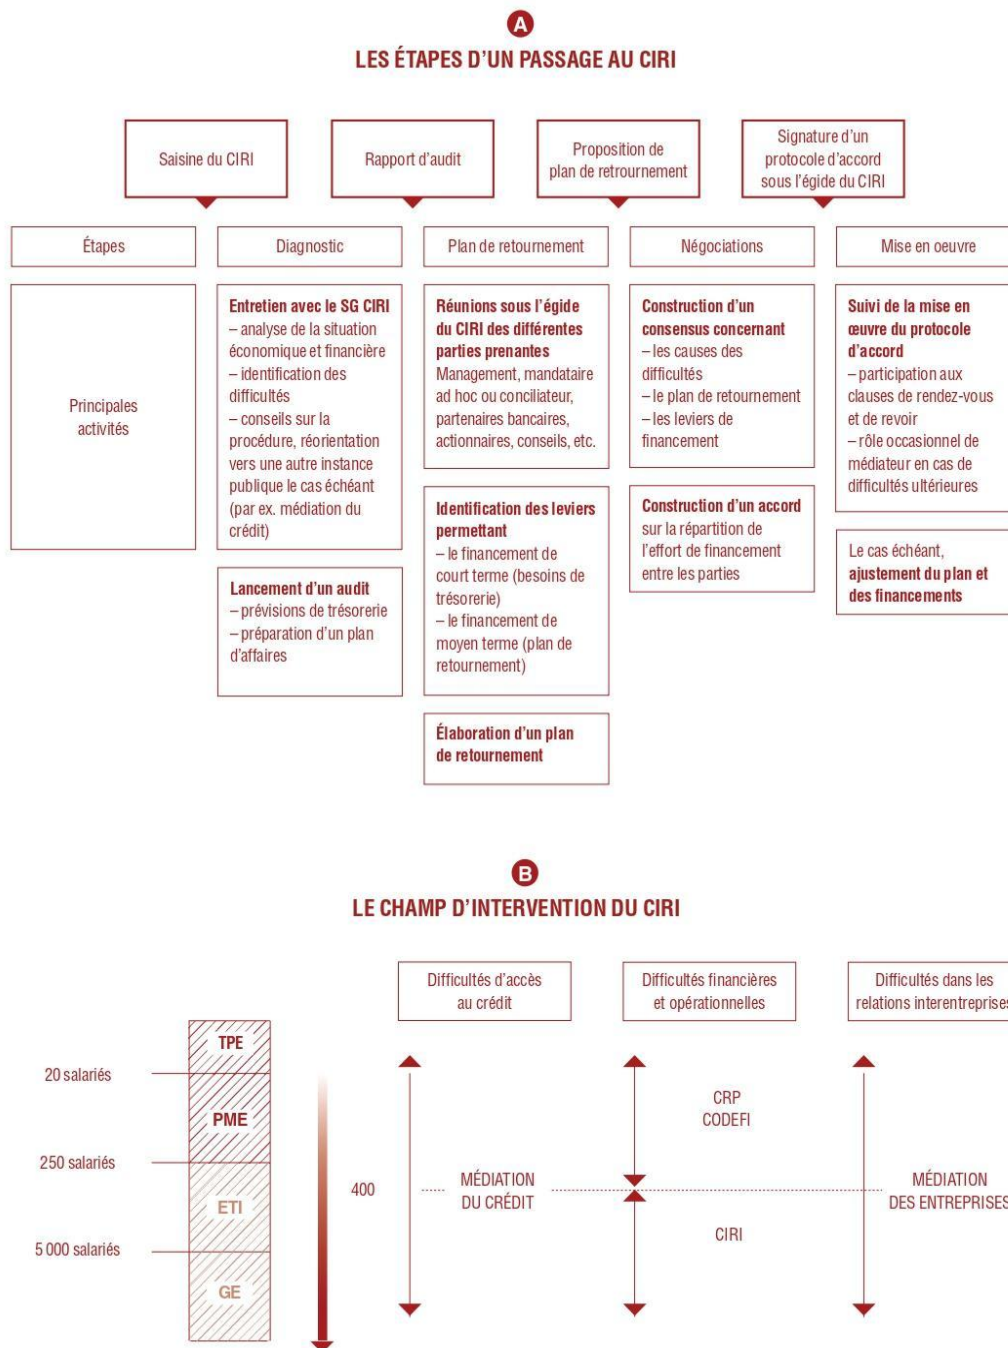 A
LES ÉTAPES D'UN PASSAGE AU CIRI
Saisine du CIRI
Rapport d'audit
Proposition de
plan de retrournement
Signature d'un
protocole d'accord
sous l'égide du CIRI
Étapes
Diagnostic
Plan de retournement
Négociations
Mise en oeuvre
Principales
activités
Entretien avec le SG CIRI
– analyse de la situation
économique et financière
– identification des
difficultés
– conseils sur la
procédure, réorientation
vers une autre instance
publique le cas échéant
(par ex. médiation du
crédit)
Lancement d'un audit
– prévisions de trésorerie
– préparation d'un plan
d'affaires
Réunions sous l'égide
du CIRI des différentes
parties prenantes
Management, mandataire
ad hoc ou conciliateur,
partenaires bancaires,
actionnaires, conseils, etc.
Identification des leviers
permettant
– le financement de
court terme (besoins de
trésorerie)
– le financement de
moyen terme (plan de
retournement)
Élaboration d'un plan
de retournement
Construction d'un
consensus concernant
– les causes des
difficultés
– le plan de retournement
– les leviers de
financement
Construction d'un accord
sur la répartition de
l'effort de financement
entre les parties
Suivi de la mise en
œuvre du protocole
d'accord
– participation aux
clauses de rendez-vous
et de revoir
– rôle occasionnel de
médiateur en cas de
difficultés ultérieures
Le cas échéant,
ajustement du plan et
des financements
B
LE CHAMP D'INTERVENTION DU CIRI
Difficultés d'accès
au crédit
Difficultés financières
et opérationnelles
Difficultés dans les
relations interentreprises
TPE
20 salariés
PME
250 salariés
ETI
5 000 salariés
GE
400
MÉDIATION
DU CRÉDIT
CRP
CODEFI
CIRI
MÉDIATION
DES ENTREPRISES